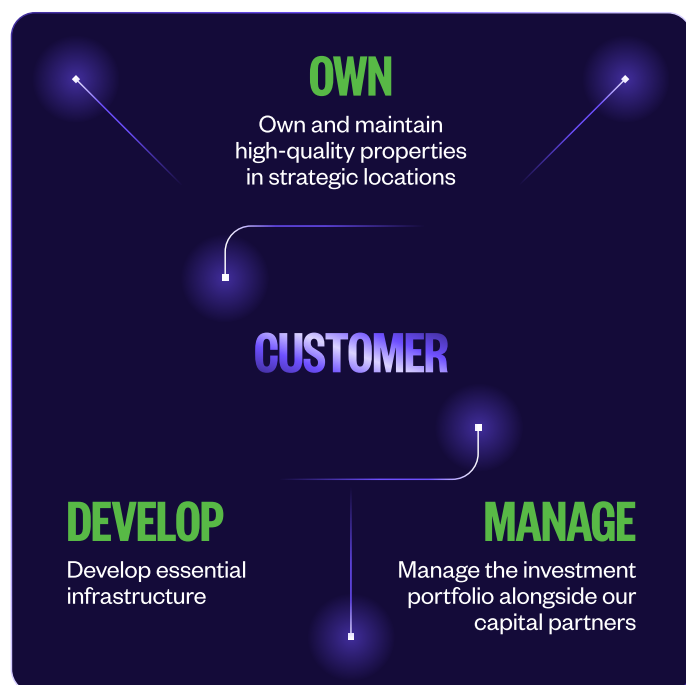 OWN
Own and maintain
high-quality properties
in strategic locations
CUSTOMER
DEVELOP
Develop essential
infrastructure
MANAGE
Manage the investment
portfolio alongside our
capital partners